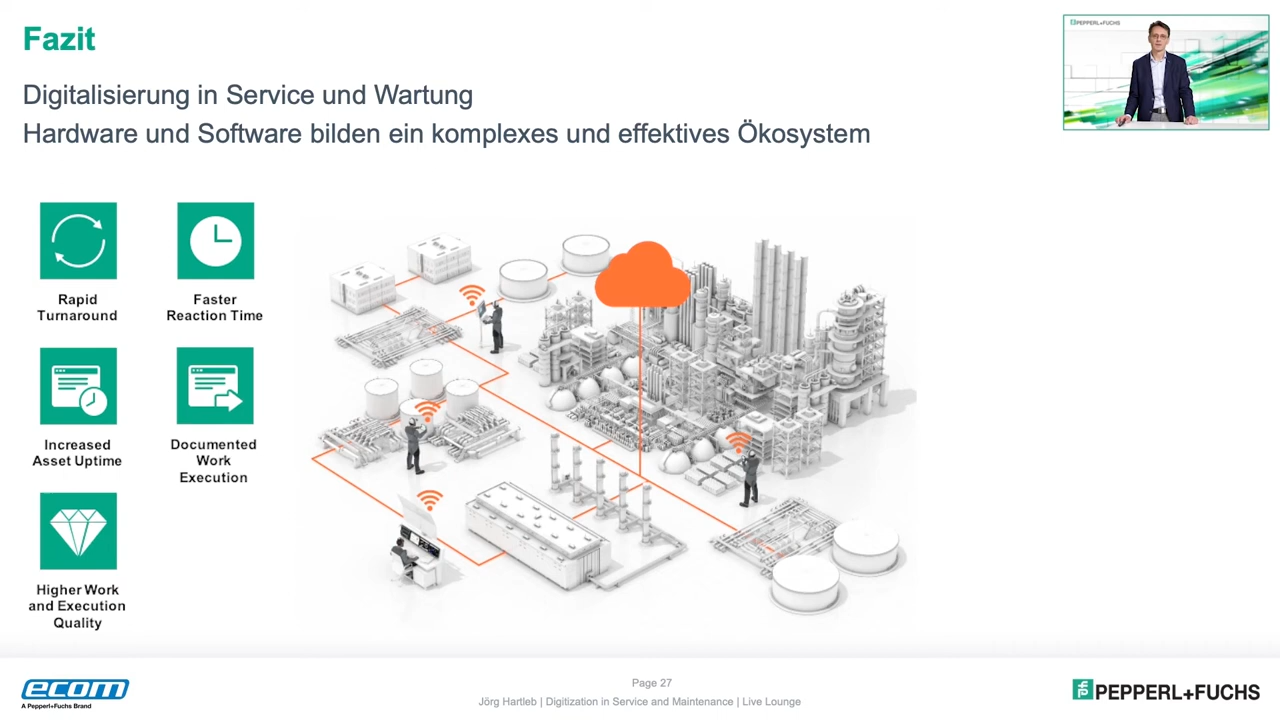 Fazit
PEPPERL+FUCHS
Digitalisierung in Service und Wartung
Hardware und Software bilden ein komplexes und effektives Ökosystem
Rapid
Turnaround
Faster
Reaction Time
Increased
Asset Uptime
Documented
Work
Execution
Higher Work
and Execution
Quality
ecom
A Pepperl+Fuchs Brand
Page 27
Jörg Hartleb | Digitization in Service and Maintenance | Live Lounge
PEPPERL+FUCHS